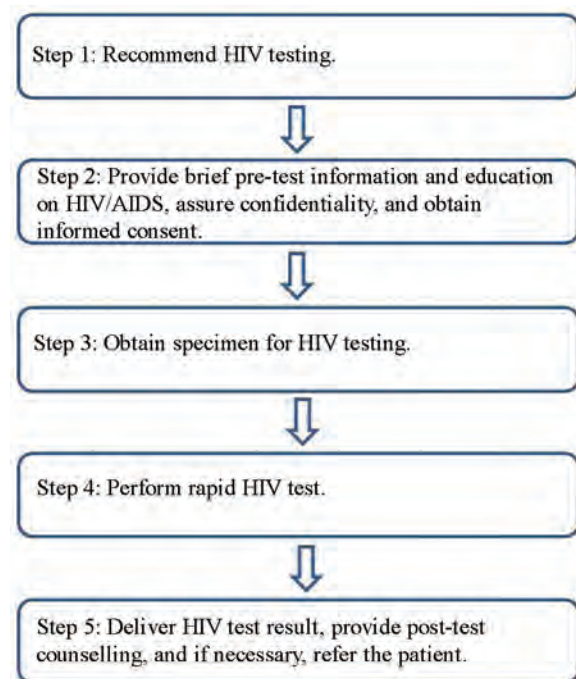 Step 1: Recommend HIV testing.
Step 2: Provide brief pre-test information and education
on HIV/AIDS, assure confidentiality, and obtain
informed consent.
Step 3: Obtain specimen for HIV testing.
Step 4: Perform rapid HIV test.
Step 5: Deliver HIV test result, provide post-test
counselling, and if necessary, refer the patient.